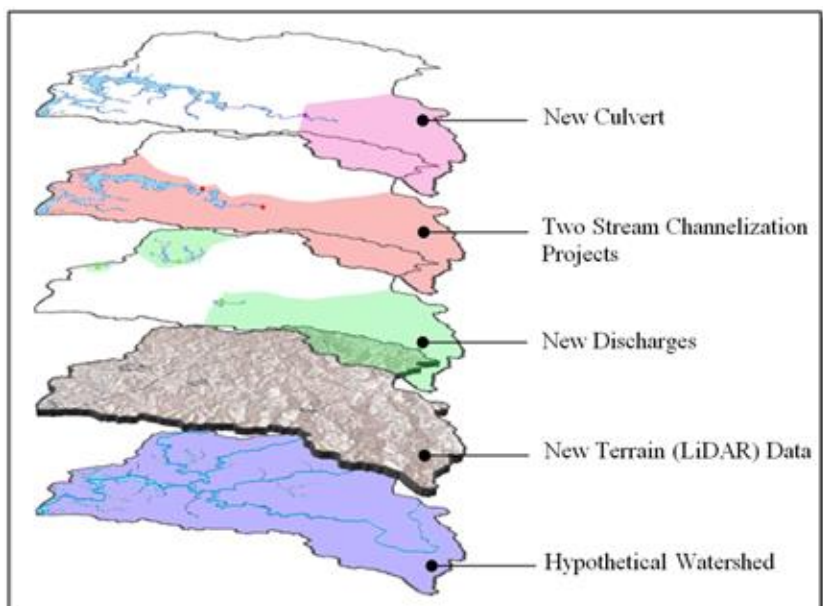 New Culvert
Two Stream Channelization
Projects
New Discharges
New Terrain (LiDAR) Data
Hypothetical Watershed